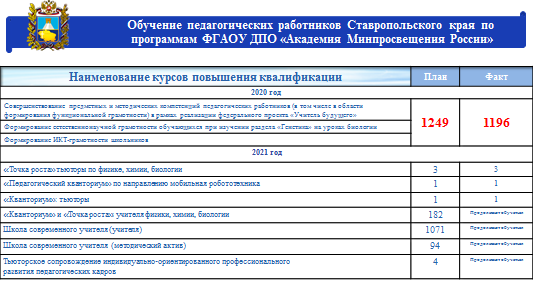 Обучение педагогических работников Ставропольского края по
программам ФГАОУ ДПО «Академия Минпросвещения России»
Наименование курсов повышения квалификации План Факт
2020 год
Совершенствование предметных и методических компетенций педагогических работников (в том числе в области
формирования функциональной грамотности) в рамках реализации федерального проекта «Учитель будущего»
1249 1196
Формирование естественнонаучной грамотности обучающихся при изучении раздела «Генетика» на уроках биологии
Формирование ИКТ-грамотности школьников
2021 год
«Точка роста» тьюторы по физике, химии, биологии 3 3
«Педагогический кванториум» по направлению мобильная робототехника 1 1
«Кванториум»: тьюторы 1 1
«Кванториум» и «Точка роста» учителя физики, химии, биологии 182 Продолжают обучение
Школа современного учителя (учителя) 1071 Продолжают обучение
Школа современного учителя (методический актив) 94 Продолжают обучение
Тьюторское сопровождение индивидуально-ориентированного профессионального
развития педагогических кадров 4 Продолжают обучение